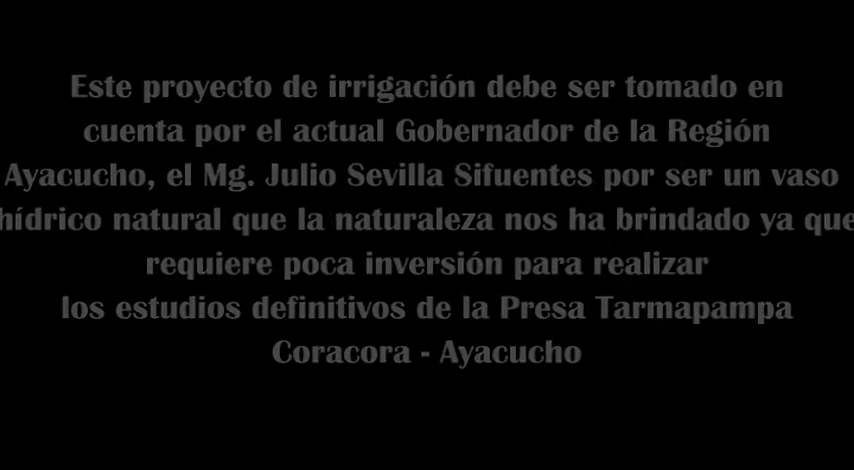 Este proyecto de irrigación debe ser tomado en
cuenta por el actual Gobernador de la Región
Ayacucho, el Mg. Julio Sevilla Sifuentes por ser un vaso
hídrico natural que la naturaleza nos ha brindado ya que
requiere poca inversión para realizar
los estudios definitivos de la Presa Tarmapampa
Coracora - Ayacucho